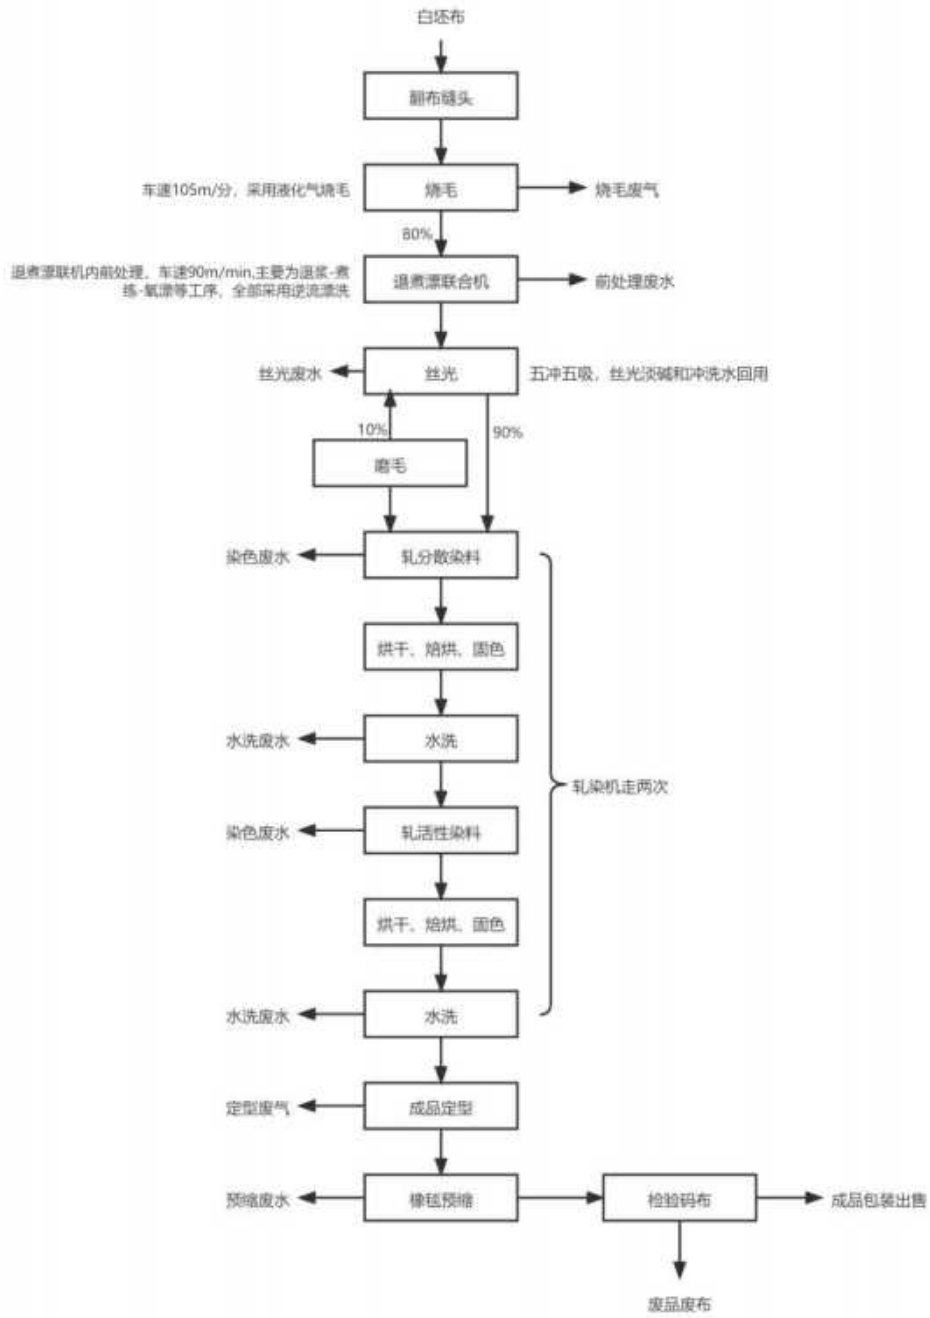 白坯布
翻布缝头
车速105m/分，采用液化气烧毛
烧毛
烧毛废气
80%
退煮漂联机内前处理，车速90m/min,主要为退浆-煮
练-氧漂等工序，全部采用逆流漂洗
退煮漂联合机
前处理废水
丝光废水
丝光
五冲五吸，丝光淡碱和冲洗水回用
10%
90%
磨毛
染色废水
轧分散染料
烘干、焙烘、固色
水洗废水
水洗
轧染机走两次
染色废水
轧活性染料
烘干、焙烘、固色
水洗废水
水洗
定型废气
成品定型
预缩废水
橡毯预缩
检验码布
成品包装出售
废品废布